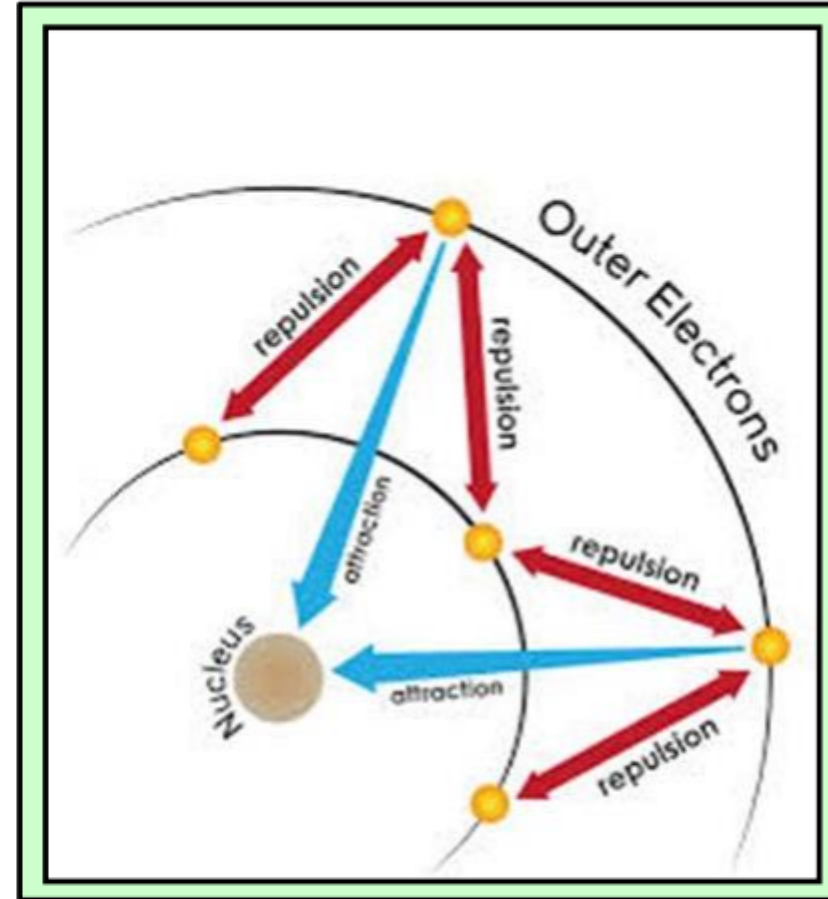 Outer Electrons
repulsion
repulsion
attraction
repulsion
Nucleus
attraction
repulsion